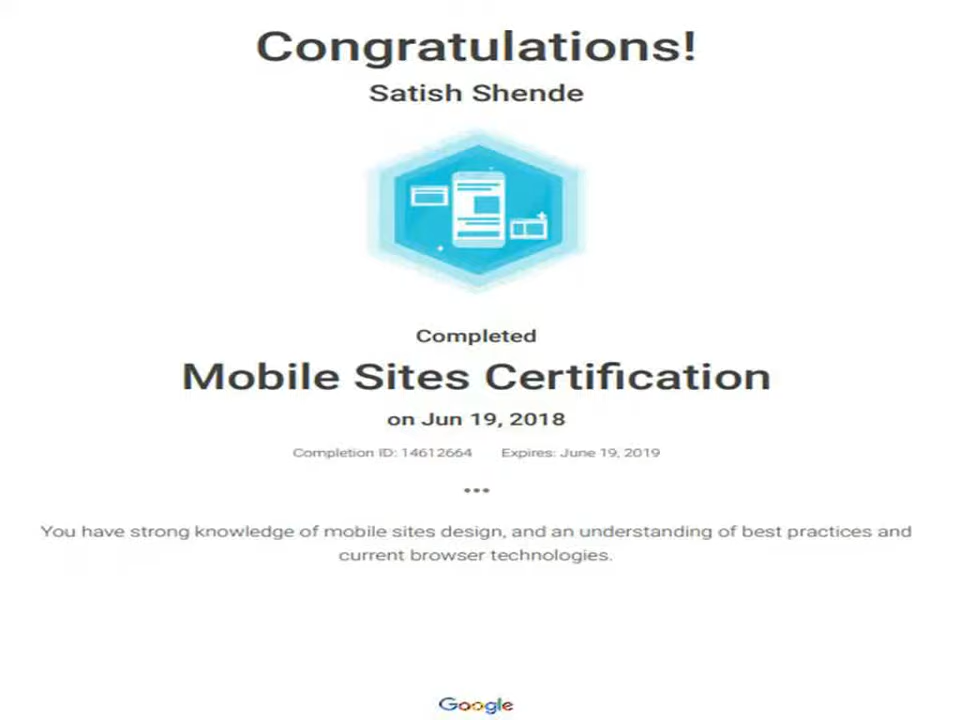 Congratulations!
Satish Shende
Completed
Mobile Sites Certification
on Jun 19, 2018
Completion ID: 14612664 Expires: June 19, 2019
...
You have strong knowledge of mobile sites design, and an understanding of best practices and
current browser technologies.
Google